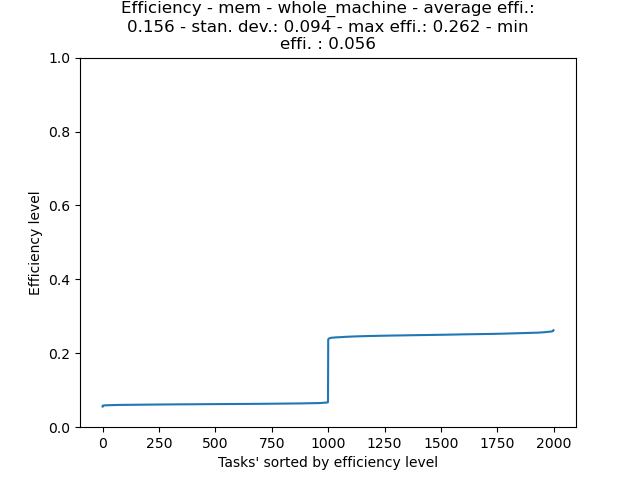 Efficiency - mem - whole_machine - average effi.:
0.156 - stan. dev.: 0.094 - max effi.: 0.262 - min
effi. : 0.056
1.0
0.8
0.6
0.4
0.2
0.0
Efficiency level
0 250 500 750 1000 1250 1500 1750 2000
Tasks' sorted by efficiency level